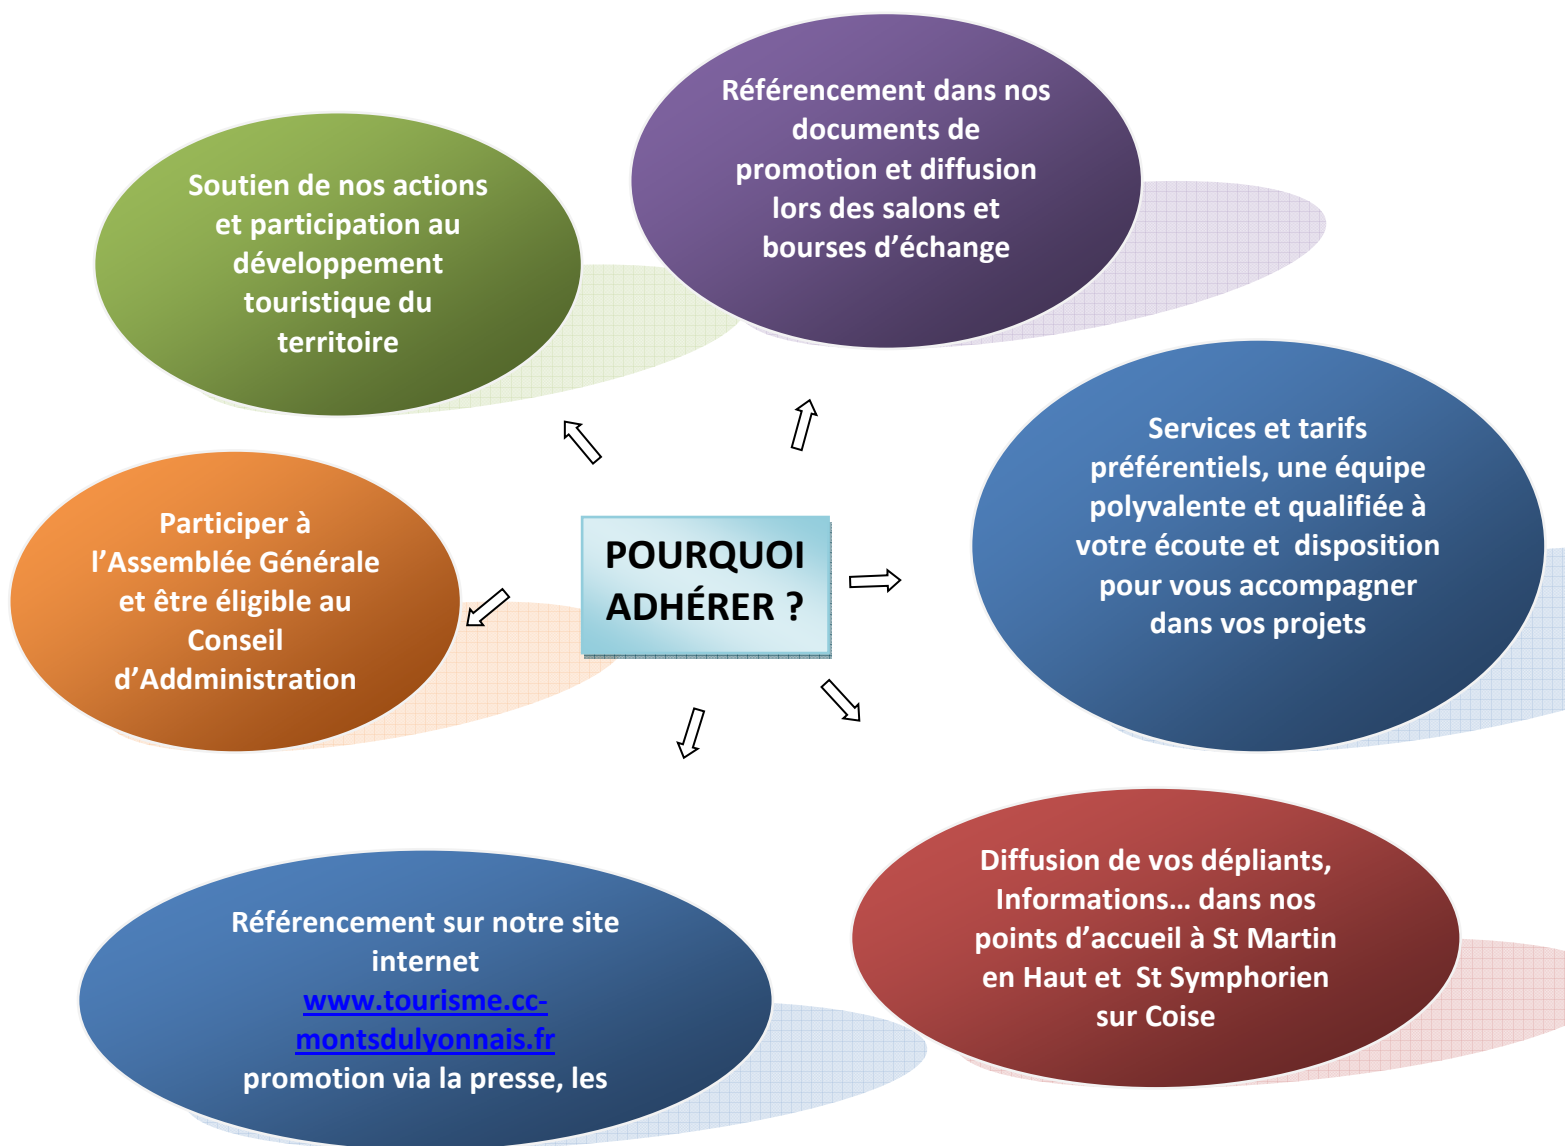 Référencement dans nos
documents de
promotion et diffusion
lors des salons et
bourses d’échange
Soutien de nos actions
et participation au
développement
touristique du
territoire
Services et tarifs
préférentiels, une équipe
polyvalente et qualifiée à
votre écoute et  disposition
pour vous accompagner
dans vos projets
Participer à
l’Assemblée Générale
et être éligible au
Conseil
d’Addministration
POURQUOI
ADHÉRER ?
Diffusion de vos dépliants,
Informations… dans nos
points d’accueil à St Martin
en Haut et  St Symphorien
sur Coise
Référencement sur notre site
internet
www.tourisme.cc-
montsdulyonnais.fr
promotion via la presse, les